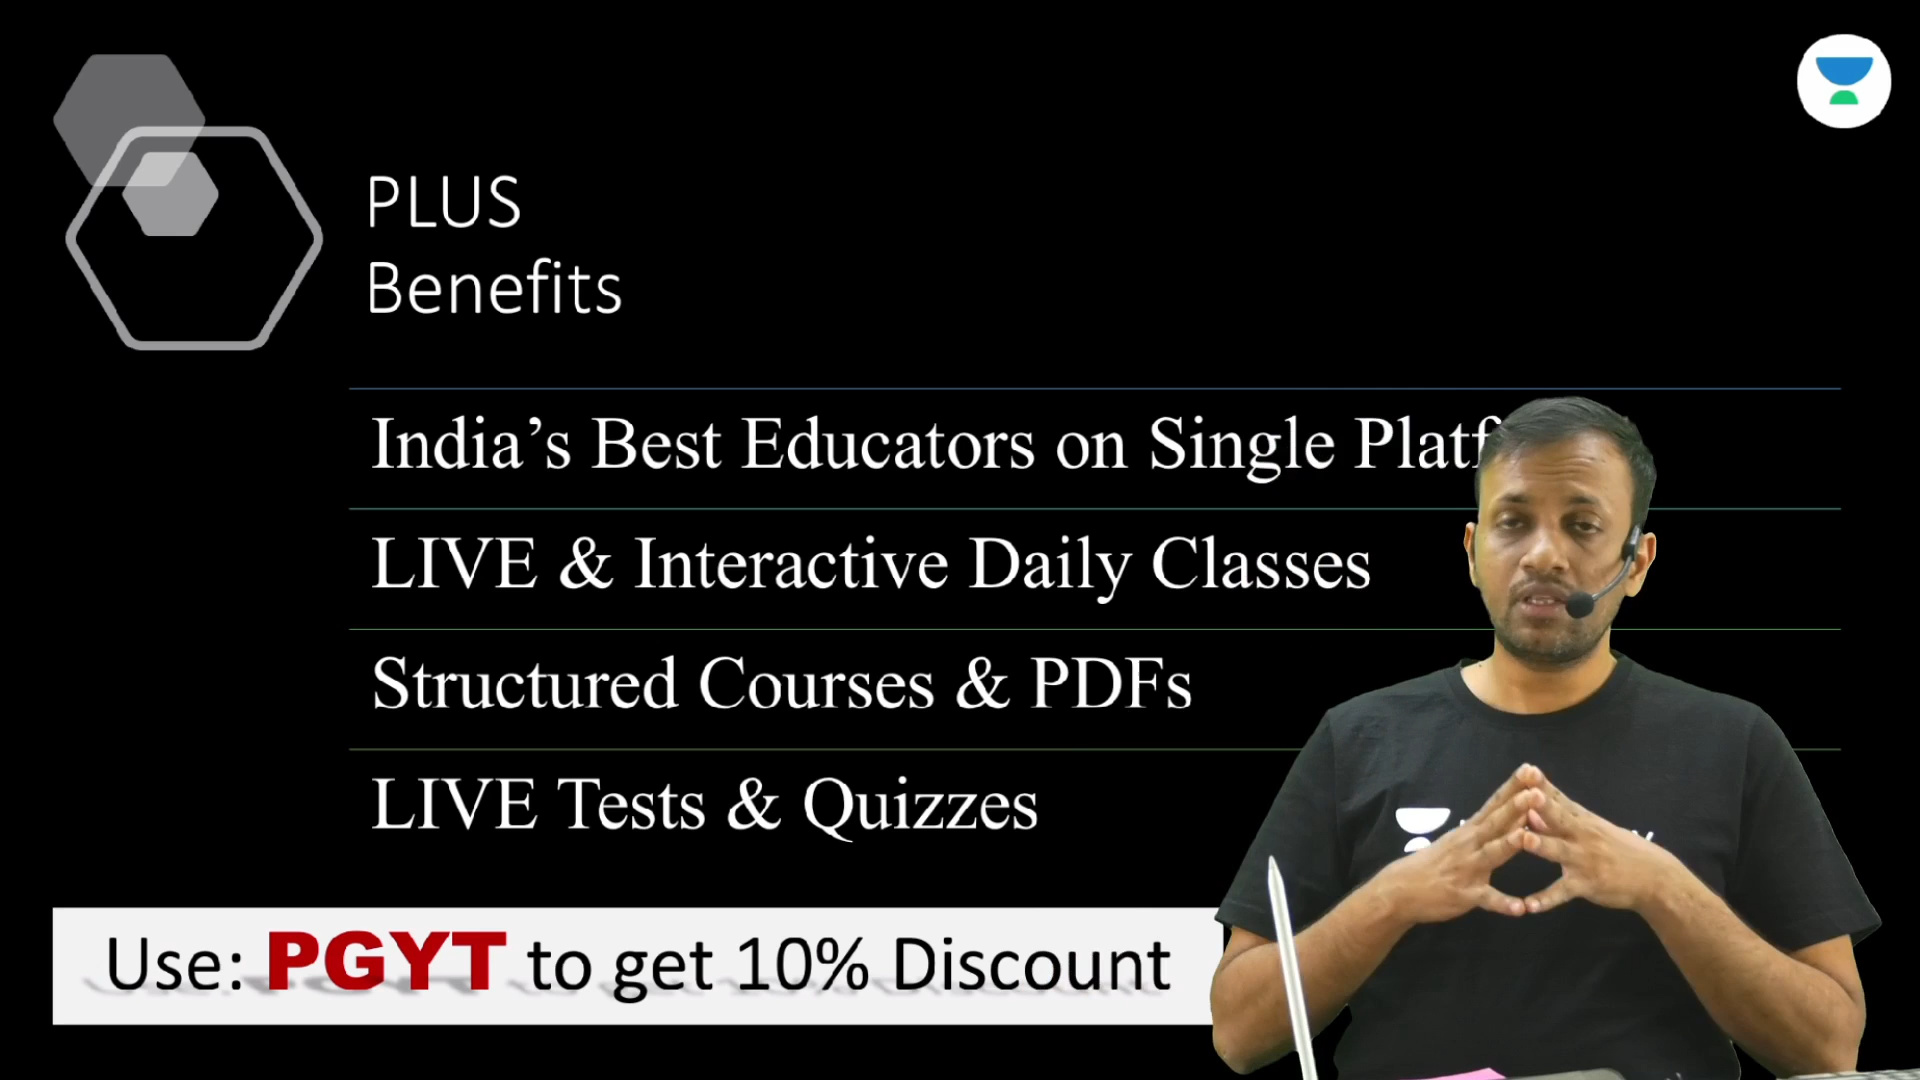 PLUS
Benefits
India’s Best Educators on Single
LIVE & Interactive Daily Classes
Structured Courses & PDFs
LIVE Tests & Quizzes
Use: PGYT to get 10% Discount